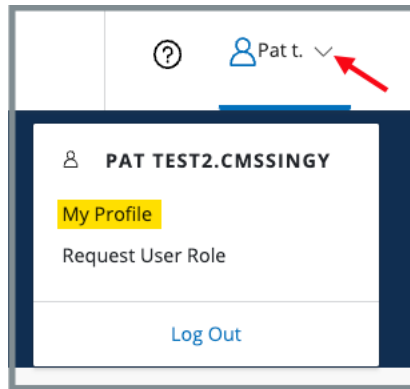 Pat t.
PAT TEST2.CMSSINGY
My Profile
Request User Role
Log Out